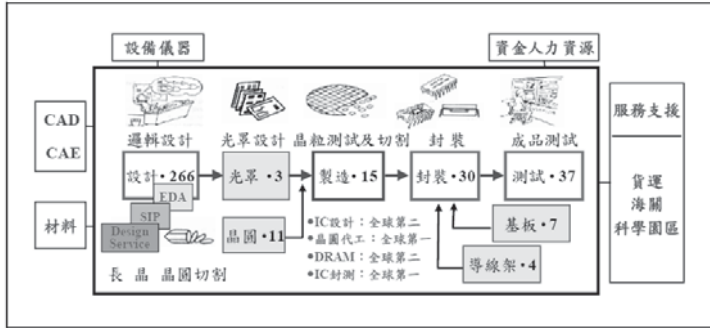 設備儀器
資金人力資源
CAD
CAE
材料
邏輯設計
光罩設計
晶粒測試及切割
封裝
成品測試
設計•266
光罩•3
製造•15
封裝•30
測試•37
EDA
SIP
Design
Service
晶圓•11
•IC設計：全球第二
•晶圓代工：全球第一
•DRAM：全球第二
•IC封測：全球第一
基板•7
導線架•4
長晶 晶圓切割
服務支援
貨運
海關
科學園區